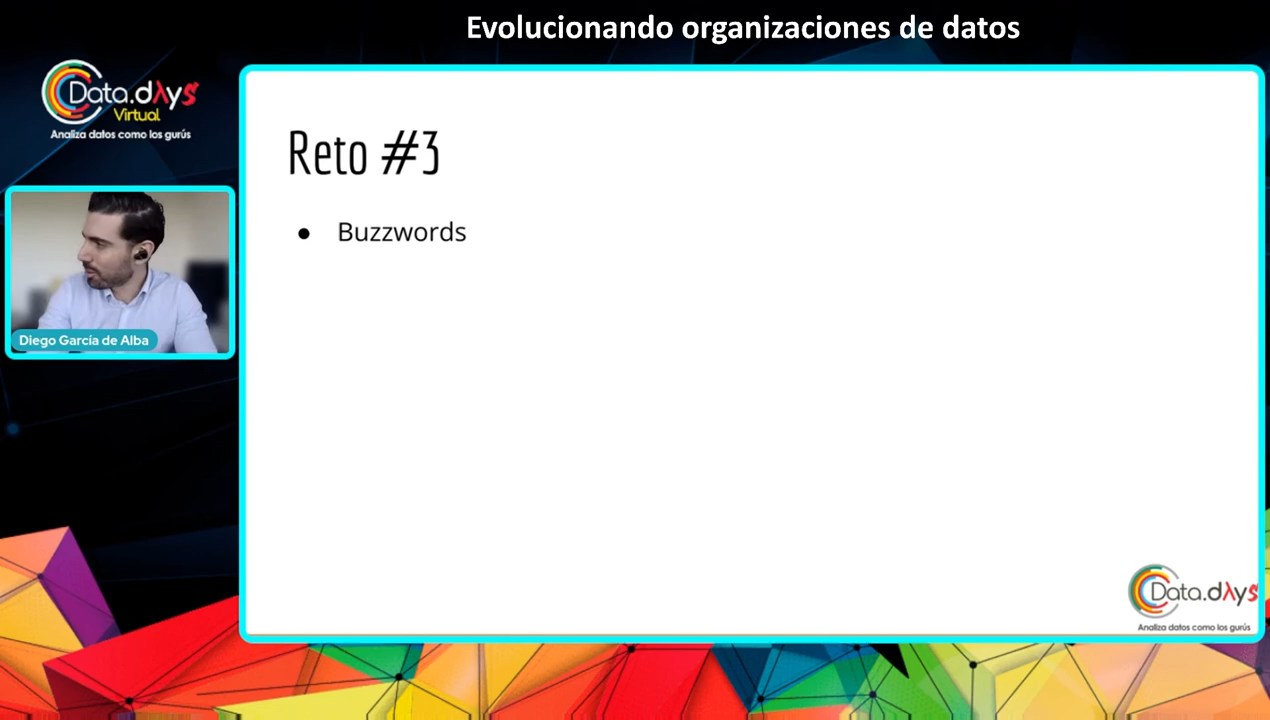 Evolucionando organizaciones de datos
Data.dλys
Virtual
Analiza datos como los gurús
Diego García de Alba
Reto #3
● Buzzwords
Data.dλys
Analiza datos como los gurús